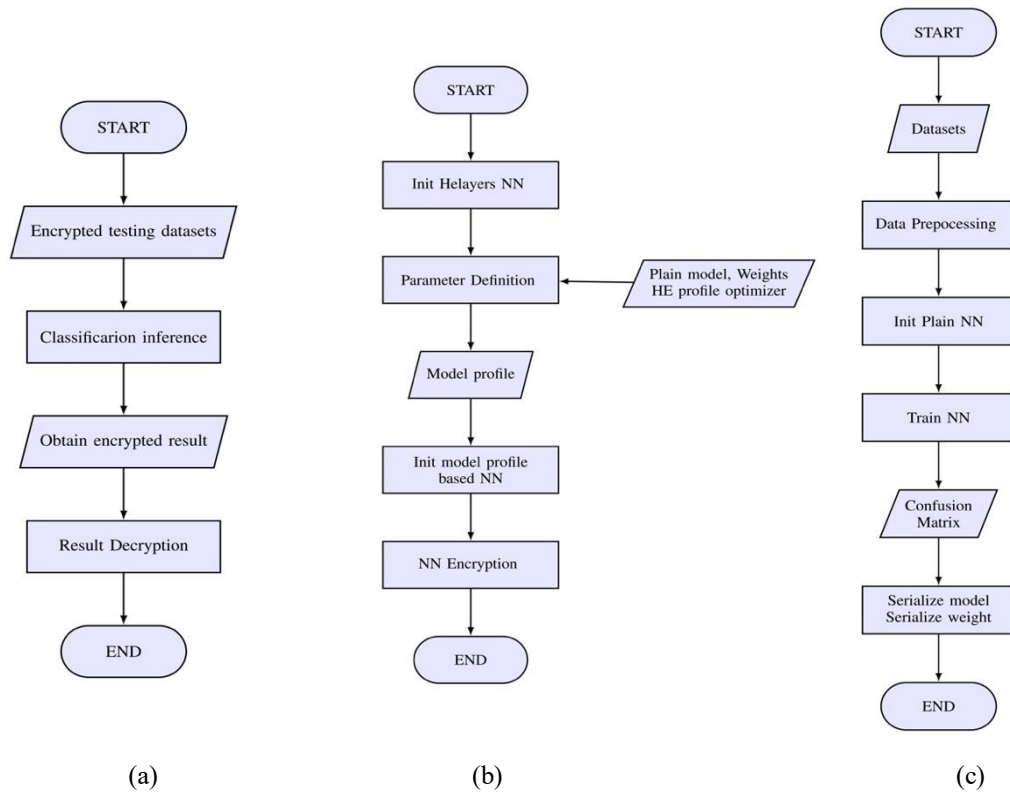 START
Encrypted testing datasets
Classificarion inference
Obtain encrypted result
Result Decryption
END
(a)
START
Init Helayers NN
Parameter Definition
Plain model, Weights
HE profile optimizer
Model profile
Init model profile
based NN
NN Encryption
END
(b)
START
Datasets
Data Prepocessing
Init Plain NN
Train NN
Confusion
Matrix
Serialize model
Serialize weight
END
(c)